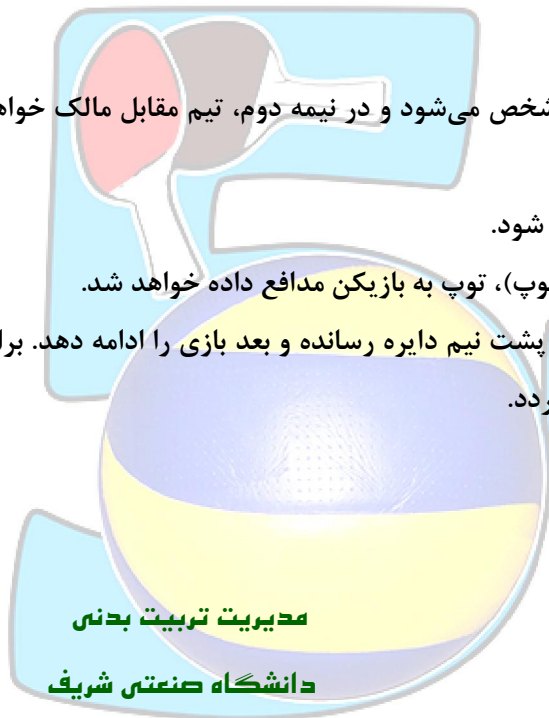 شخص می‌شود و در نیمه دوم، تیم مقابل مالک خواه
شود.
وپ)، توپ به بازیکن مدافع داده خواهد شد.
پشت نیم دایره رسانده و بعد بازی را ادامه دهد. برا
ردد.
مدیریت تربیت بدنی
دانشگاه صنعتی شریف